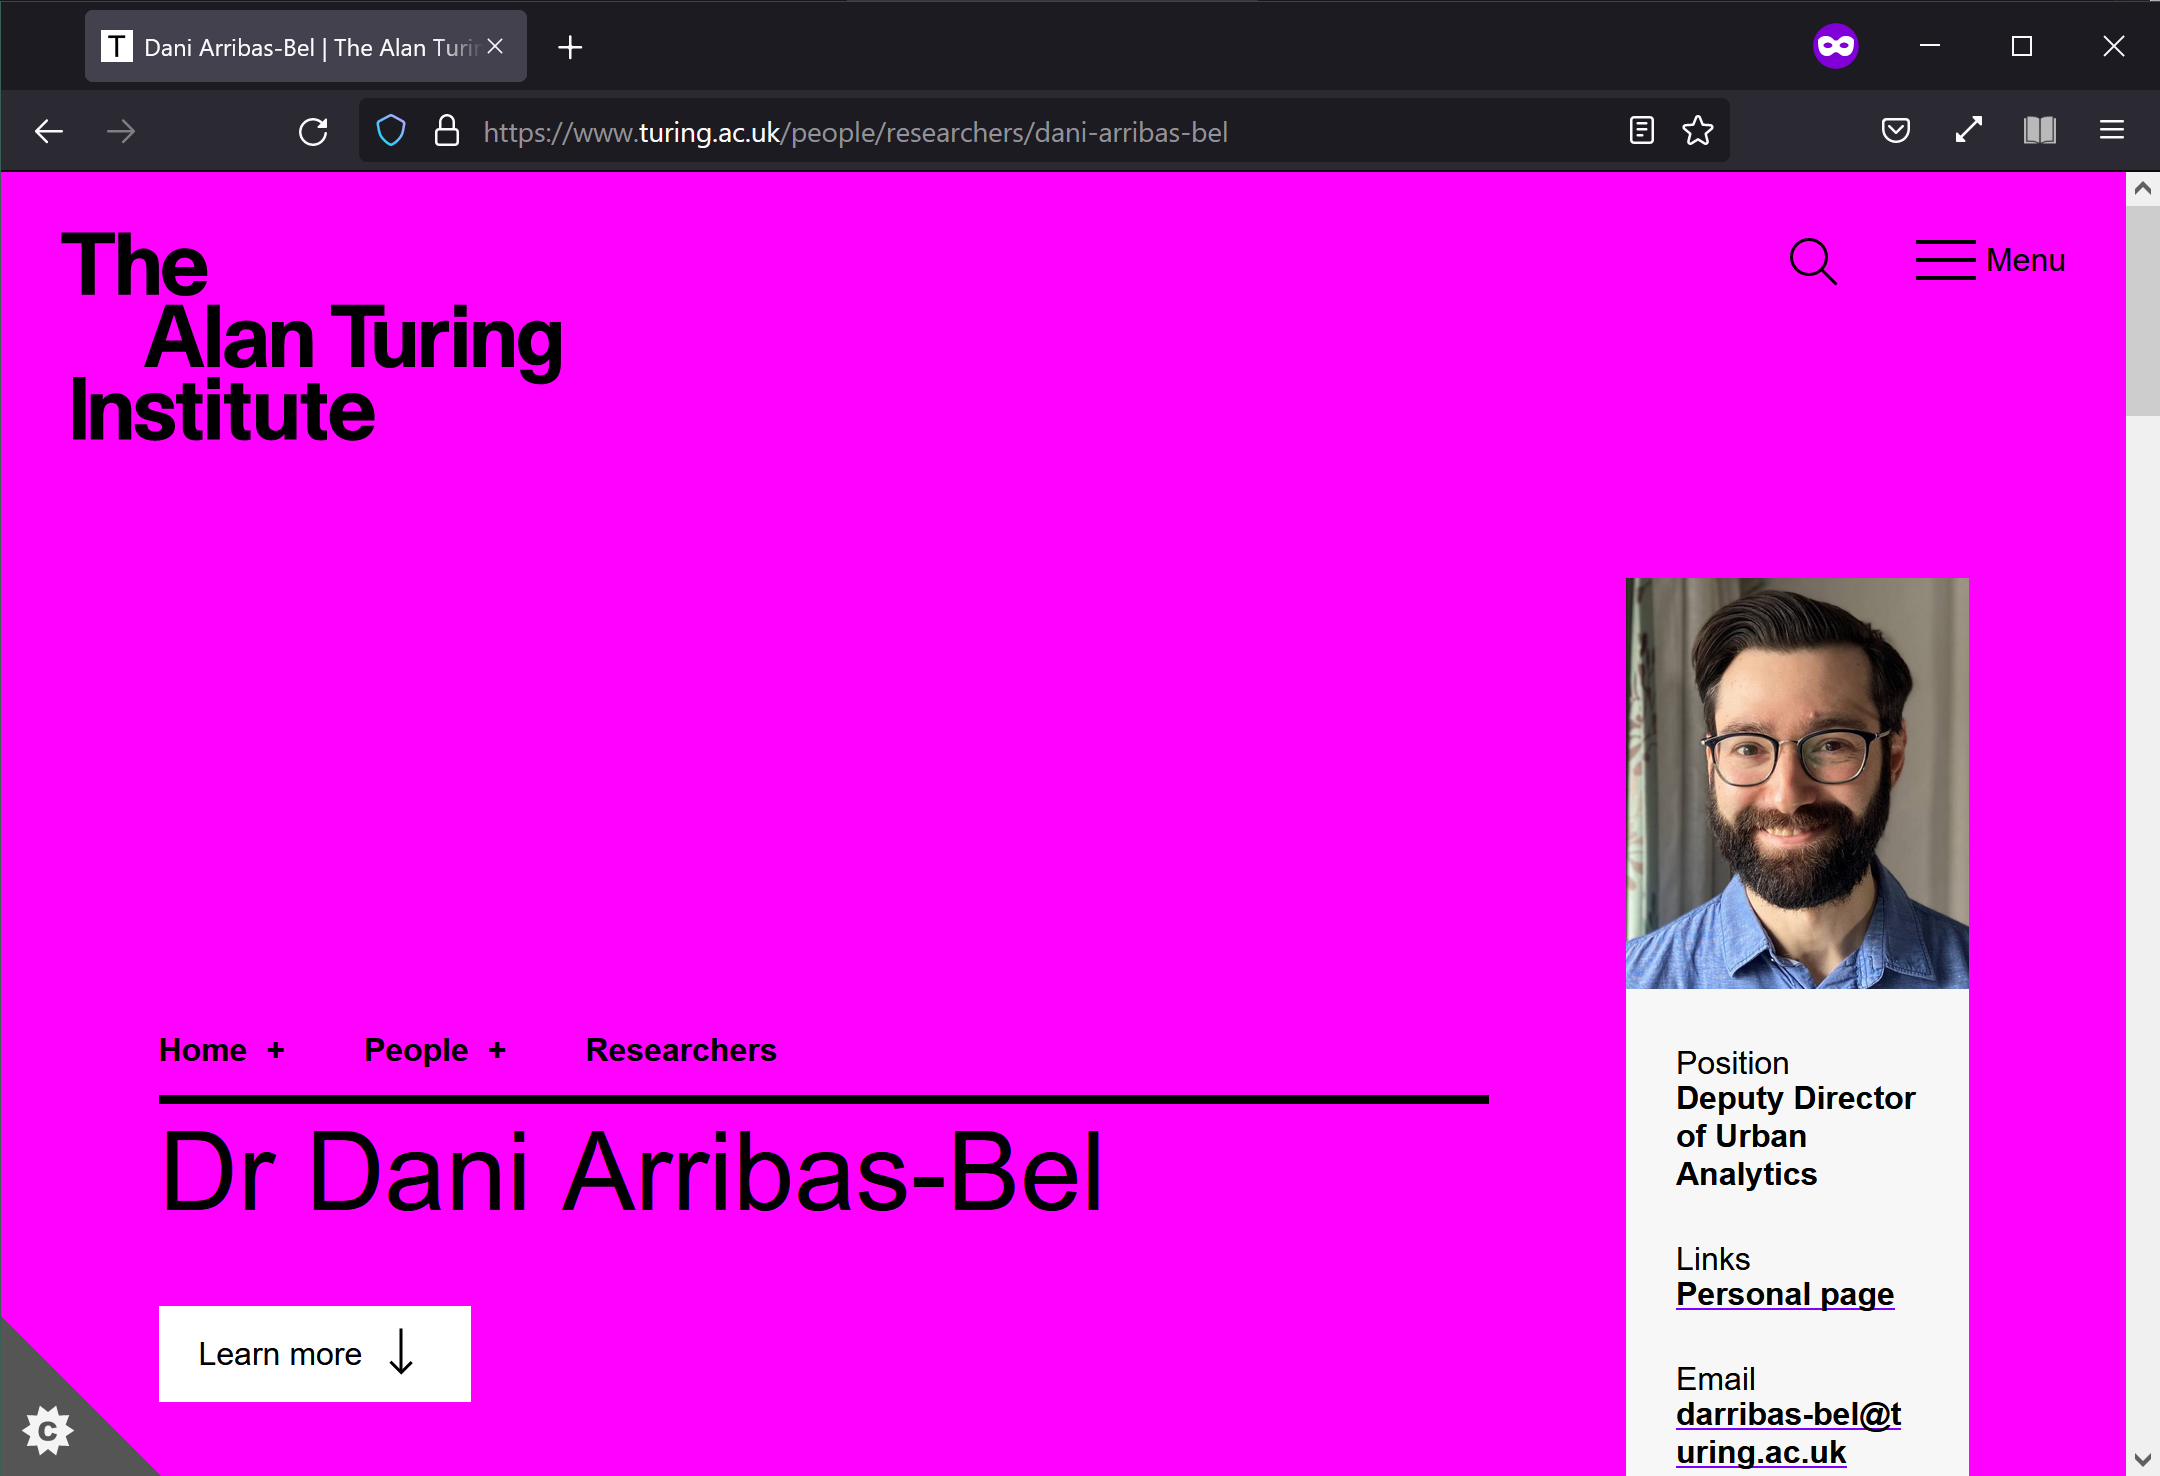 T Dani Arribas-Bel | The Alan Turin
https://www.turing.ac.uk/people/researchers/dani-arribas-bel
The
Alan Turing
Institute
Menu
Home + People + Researchers
Dr Dani Arribas-Bel
Learn more
C
Position
Deputy Director
of Urban
Analytics
Links
Personal page
Email
darribas-bel@t
uring.ac.uk